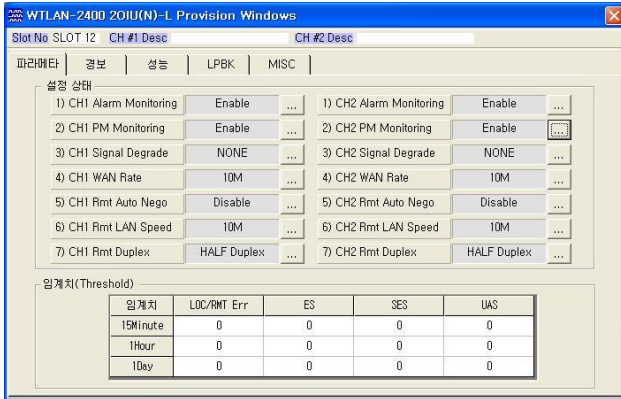 WTLAN-2400 2OIU(N)-L Provision Windows
Slot No SLOT 12 CH #1 Desc CH #2 Desc
파라메타 경보 성능 LPBK MISC
설정 상태
1) CH1 Alarm Monitoring Enable ... 1) CH2 Alarm Monitoring Enable ...
2) CH1 PM Monitoring Enable ... 2) CH2 PM Monitoring Enable ...
3) CH1 Signal Degrade NONE ... 3) CH2 Signal Degrade NONE ...
4) CH1 WAN Rate 10M ... 4) CH2 WAN Rate 10M ...
5) CH1 Rmt Auto Nego Disable ... 5) CH2 Rmt Auto Nego Disable ...
6) CH1 Rmt LAN Speed 10M ... 6) CH2 Rmt LAN Speed 10M ...
7) CH1 Rmt Duplex HALF Duplex ... 7) CH2 Rmt Duplex HALF Duplex ...
임계치(Threshold)
임계치 LOC/RMT Err ES SES UAS
15Minute 0 0 0 0
1Hour 0 0 0 0
1Day 0 0 0 0